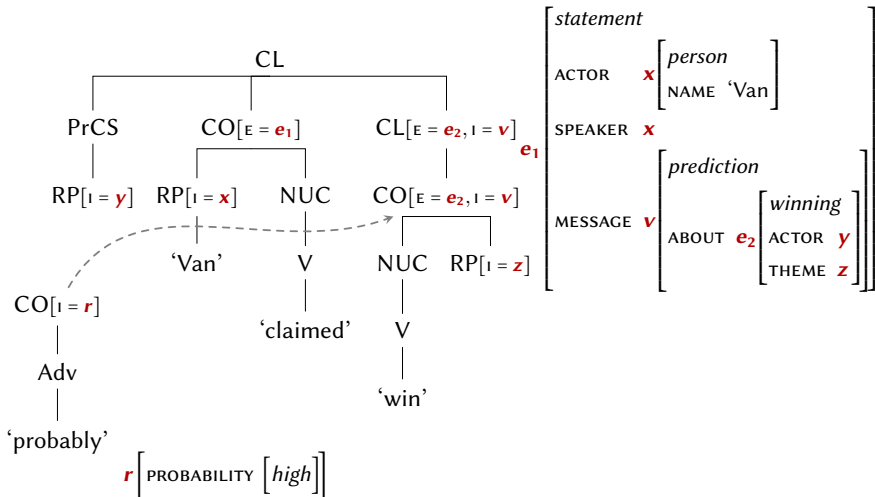 statement
CL
ACTOR x person
NAME ‘Van
PrCS CO[E = e1] CL[E = e2, I = v] e1 SPEAKER x
prediction
RP[I = y] RP[I = x] NUC CO[E = e2, I = v]
winning
MESSAGE v ABOUT e2 ACTOR y
‘Van’ V NUC RP[I = z] THEME z
CO[I = r]
‘claimed’ V
Adv
‘win’
‘probably’
r [PROBABILITY [high]]